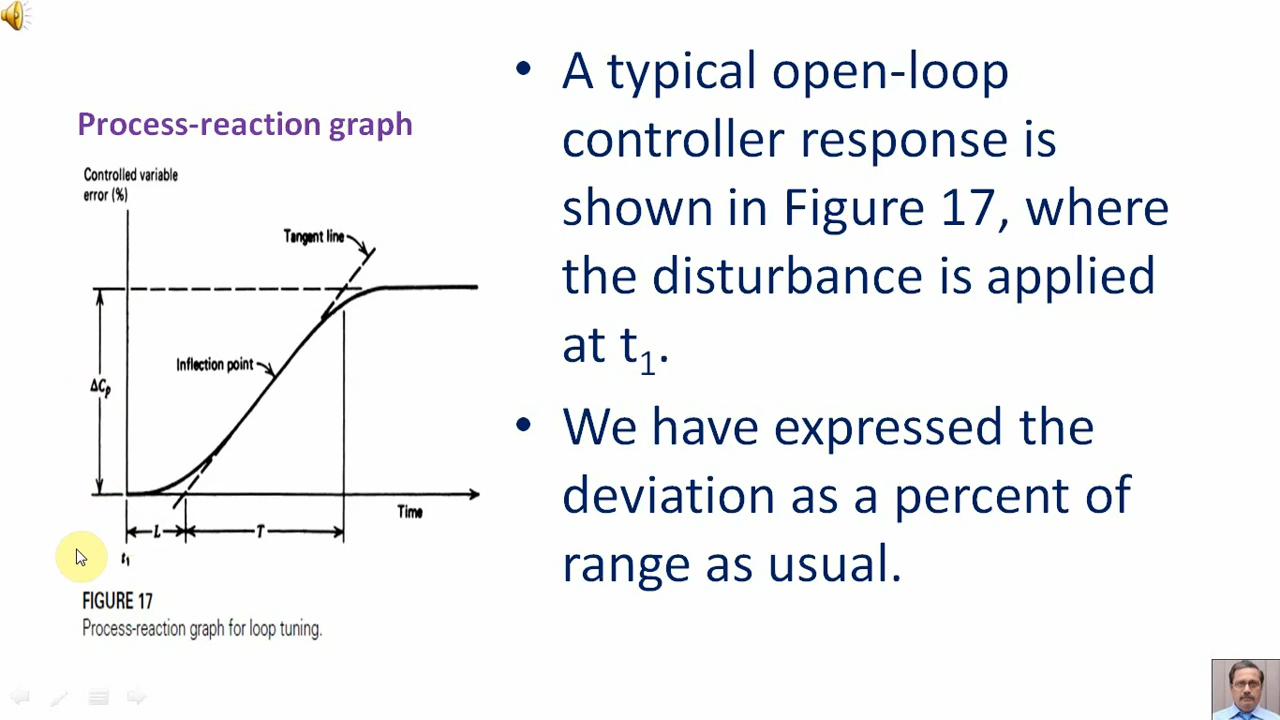 Process-reaction graph
Controlled variable
error (%)
Tangent line
Inflection point
ΔCp
Time
L
T
t1
FIGURE 17
Process-reaction graph for loop tuning.
• A typical open-loop
controller response is
shown in Figure 17, where
the disturbance is applied
at t1.
• We have expressed the
deviation as a percent of
range as usual.